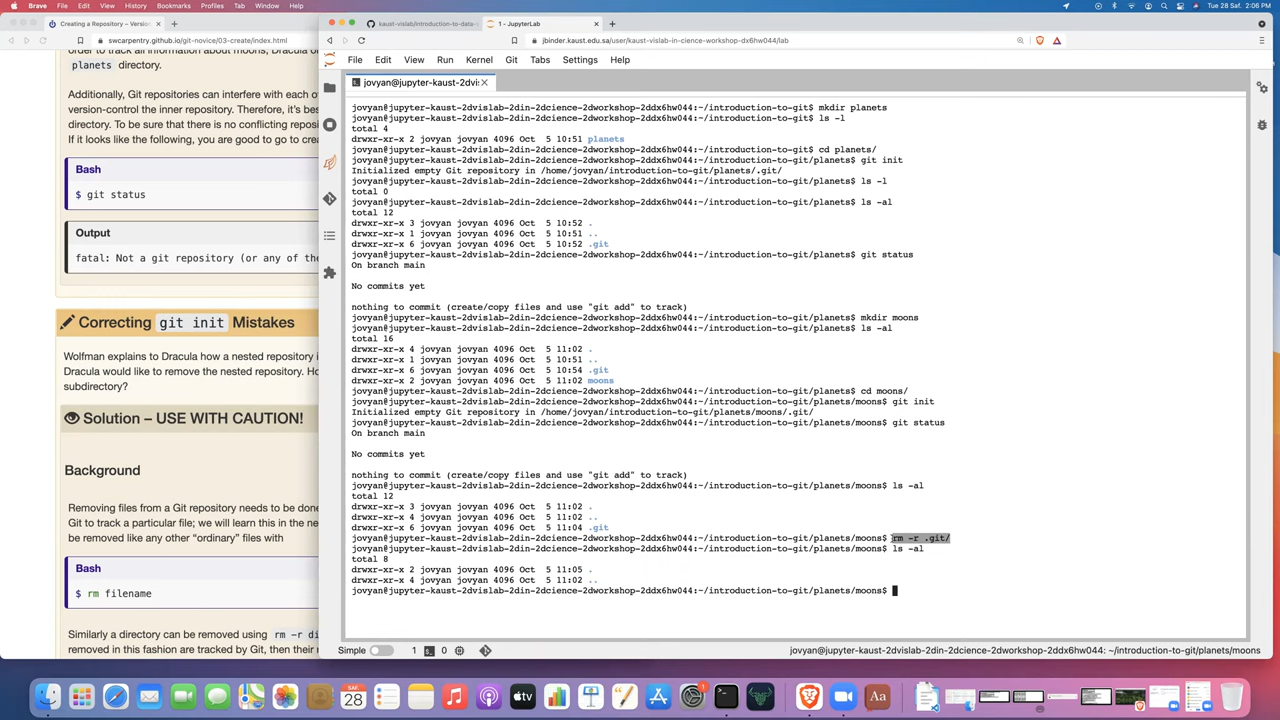 Brave File Edit View History Bookmarks Profiles Tab Window Help
Tue 28 Saf. 2:06 PM
Creating a Repository – Versio
swcarpentry.github.io/git-novice/03-create/index.html
order to track all information about moons, Dracula
planets directory.
Additionally, Git repositories can interfere with each
version-control the inner repository. Therefore, it's bes
directory. To be sure that there is no conflicting reposi
If it looks like the following, you are good to go to crea
Bash
$ git status
Output
fatal: Not a git repository (or any of the
Correcting git init Mistakes
Wolfman explains to Dracula how a nested repository
Dracula would like to remove the nested repository. Ho
subdirectory?
Solution – USE WITH CAUTION!
Background
Removing files from a Git repository needs to be done
Git to track a particular file; we will learn this in the ne
be removed like any other "ordinary" files with
Bash
$ rm filename
Similarly a directory can be removed using rm -r di
removed in this fashion are tracked by Git, then their
kaust-vislab/introduction-to-data-
1 - JupyterLab
jbinder.kaust.edu.sa/user/kaust-vislab-in-cience-workshop-dx6hw044/lab
File Edit View Run Kernel Git Tabs Settings Help
jovyan@jupyter-kaust-2dvis
jovyan@jupyter-kaust-2dvislab-2din-2dcience-2dworkshop-2ddx6hw044:~/introduction-to-git$ mkdir planets
jovyan@jupyter-kaust-2dvislab-2din-2dcience-2dworkshop-2ddx6hw044:~/introduction-to-git$ ls -l
total 4
drwxr-xr-x 2 jovyan jovyan 4096 Oct  5 10:51 planets
jovyan@jupyter-kaust-2dvislab-2din-2dcience-2dworkshop-2ddx6hw044:~/introduction-to-git$ cd planets/
jovyan@jupyter-kaust-2dvislab-2din-2dcience-2dworkshop-2ddx6hw044:~/introduction-to-git/planets$ git init
Initialized empty Git repository in /home/jovyan/introduction-to-git/planets/.git/
jovyan@jupyter-kaust-2dvislab-2din-2dcience-2dworkshop-2ddx6hw044:~/introduction-to-git/planets$ ls -l
total 0
jovyan@jupyter-kaust-2dvislab-2din-2dcience-2dworkshop-2ddx6hw044:~/introduction-to-git/planets$ ls -al
total 12
drwxr-xr-x 3 jovyan jovyan 4096 Oct  5 10:52 .
drwxr-xr-x 1 jovyan jovyan 4096 Oct  5 10:51 ..
drwxr-xr-x 6 jovyan jovyan 4096 Oct  5 10:52 .git
jovyan@jupyter-kaust-2dvislab-2din-2dcience-2dworkshop-2ddx6hw044:~/introduction-to-git/planets$ git status
On branch main
No commits yet
nothing to commit (create/copy files and use "git add" to track)
jovyan@jupyter-kaust-2dvislab-2din-2dcience-2dworkshop-2ddx6hw044:~/introduction-to-git/planets$ mkdir moons
jovyan@jupyter-kaust-2dvislab-2din-2dcience-2dworkshop-2ddx6hw044:~/introduction-to-git/planets$ ls -al
total 16
drwxr-xr-x 4 jovyan jovyan 4096 Oct  5 11:02 .
drwxr-xr-x 1 jovyan jovyan 4096 Oct  5 10:51 ..
drwxr-xr-x 6 jovyan jovyan 4096 Oct  5 10:54 .git
drwxr-xr-x 2 jovyan jovyan 4096 Oct  5 11:02 moons
jovyan@jupyter-kaust-2dvislab-2din-2dcience-2dworkshop-2ddx6hw044:~/introduction-to-git/planets$ cd moons/
jovyan@jupyter-kaust-2dvislab-2din-2dcience-2dworkshop-2ddx6hw044:~/introduction-to-git/planets/moons$ git init
Initialized empty Git repository in /home/jovyan/introduction-to-git/planets/moons/.git/
jovyan@jupyter-kaust-2dvislab-2din-2dcience-2dworkshop-2ddx6hw044:~/introduction-to-git/planets/moons$ git status
On branch main
No commits yet
nothing to commit (create/copy files and use "git add" to track)
jovyan@jupyter-kaust-2dvislab-2din-2dcience-2dworkshop-2ddx6hw044:~/introduction-to-git/planets/moons$ ls -al
total 12
drwxr-xr-x 3 jovyan jovyan 4096 Oct  5 11:02 .
drwxr-xr-x 4 jovyan jovyan 4096 Oct  5 11:02 ..
drwxr-xr-x 6 jovyan jovyan 4096 Oct  5 11:04 .git
jovyan@jupyter-kaust-2dvislab-2din-2dcience-2dworkshop-2ddx6hw044:~/introduction-to-git/planets/moons$ rm -r .git/
jovyan@jupyter-kaust-2dvislab-2din-2dcience-2dworkshop-2ddx6hw044:~/introduction-to-git/planets/moons$ ls -al
total 8
drwxr-xr-x 2 jovyan jovyan 4096 Oct  5 11:05 .
drwxr-xr-x 4 jovyan jovyan 4096 Oct  5 11:02 ..
jovyan@jupyter-kaust-2dvislab-2din-2dcience-2dworkshop-2ddx6hw044:~/introduction-to-git/planets/moons$
Simple 1 0
jovyan@jupyter-kaust-2dvislab-2din-2dcience-2dworkshop-2ddx6hw044: ~/introduction-to-git/planets/moons
SAF.
28
tv
Aa